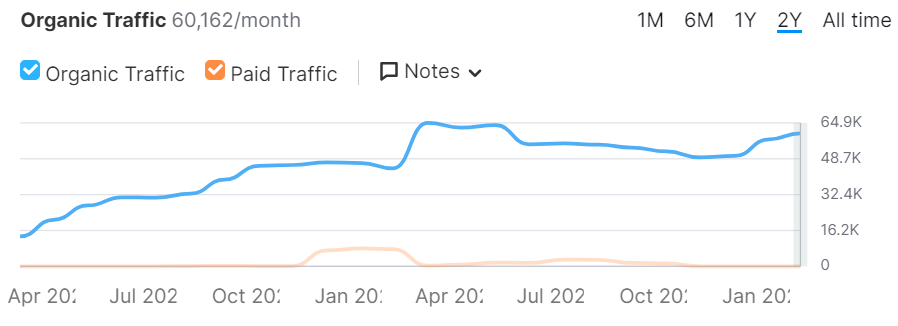 Organic Traffic 60,162/month 1M 6M 1Y 2Y All time
Organic Traffic Paid Traffic Notes
64.9K
48.7K
32.4K
16.2K
0
Apr 202 Jul 202 Oct 202 Jan 202 Apr 202 Jul 202 Oct 202 Jan 202